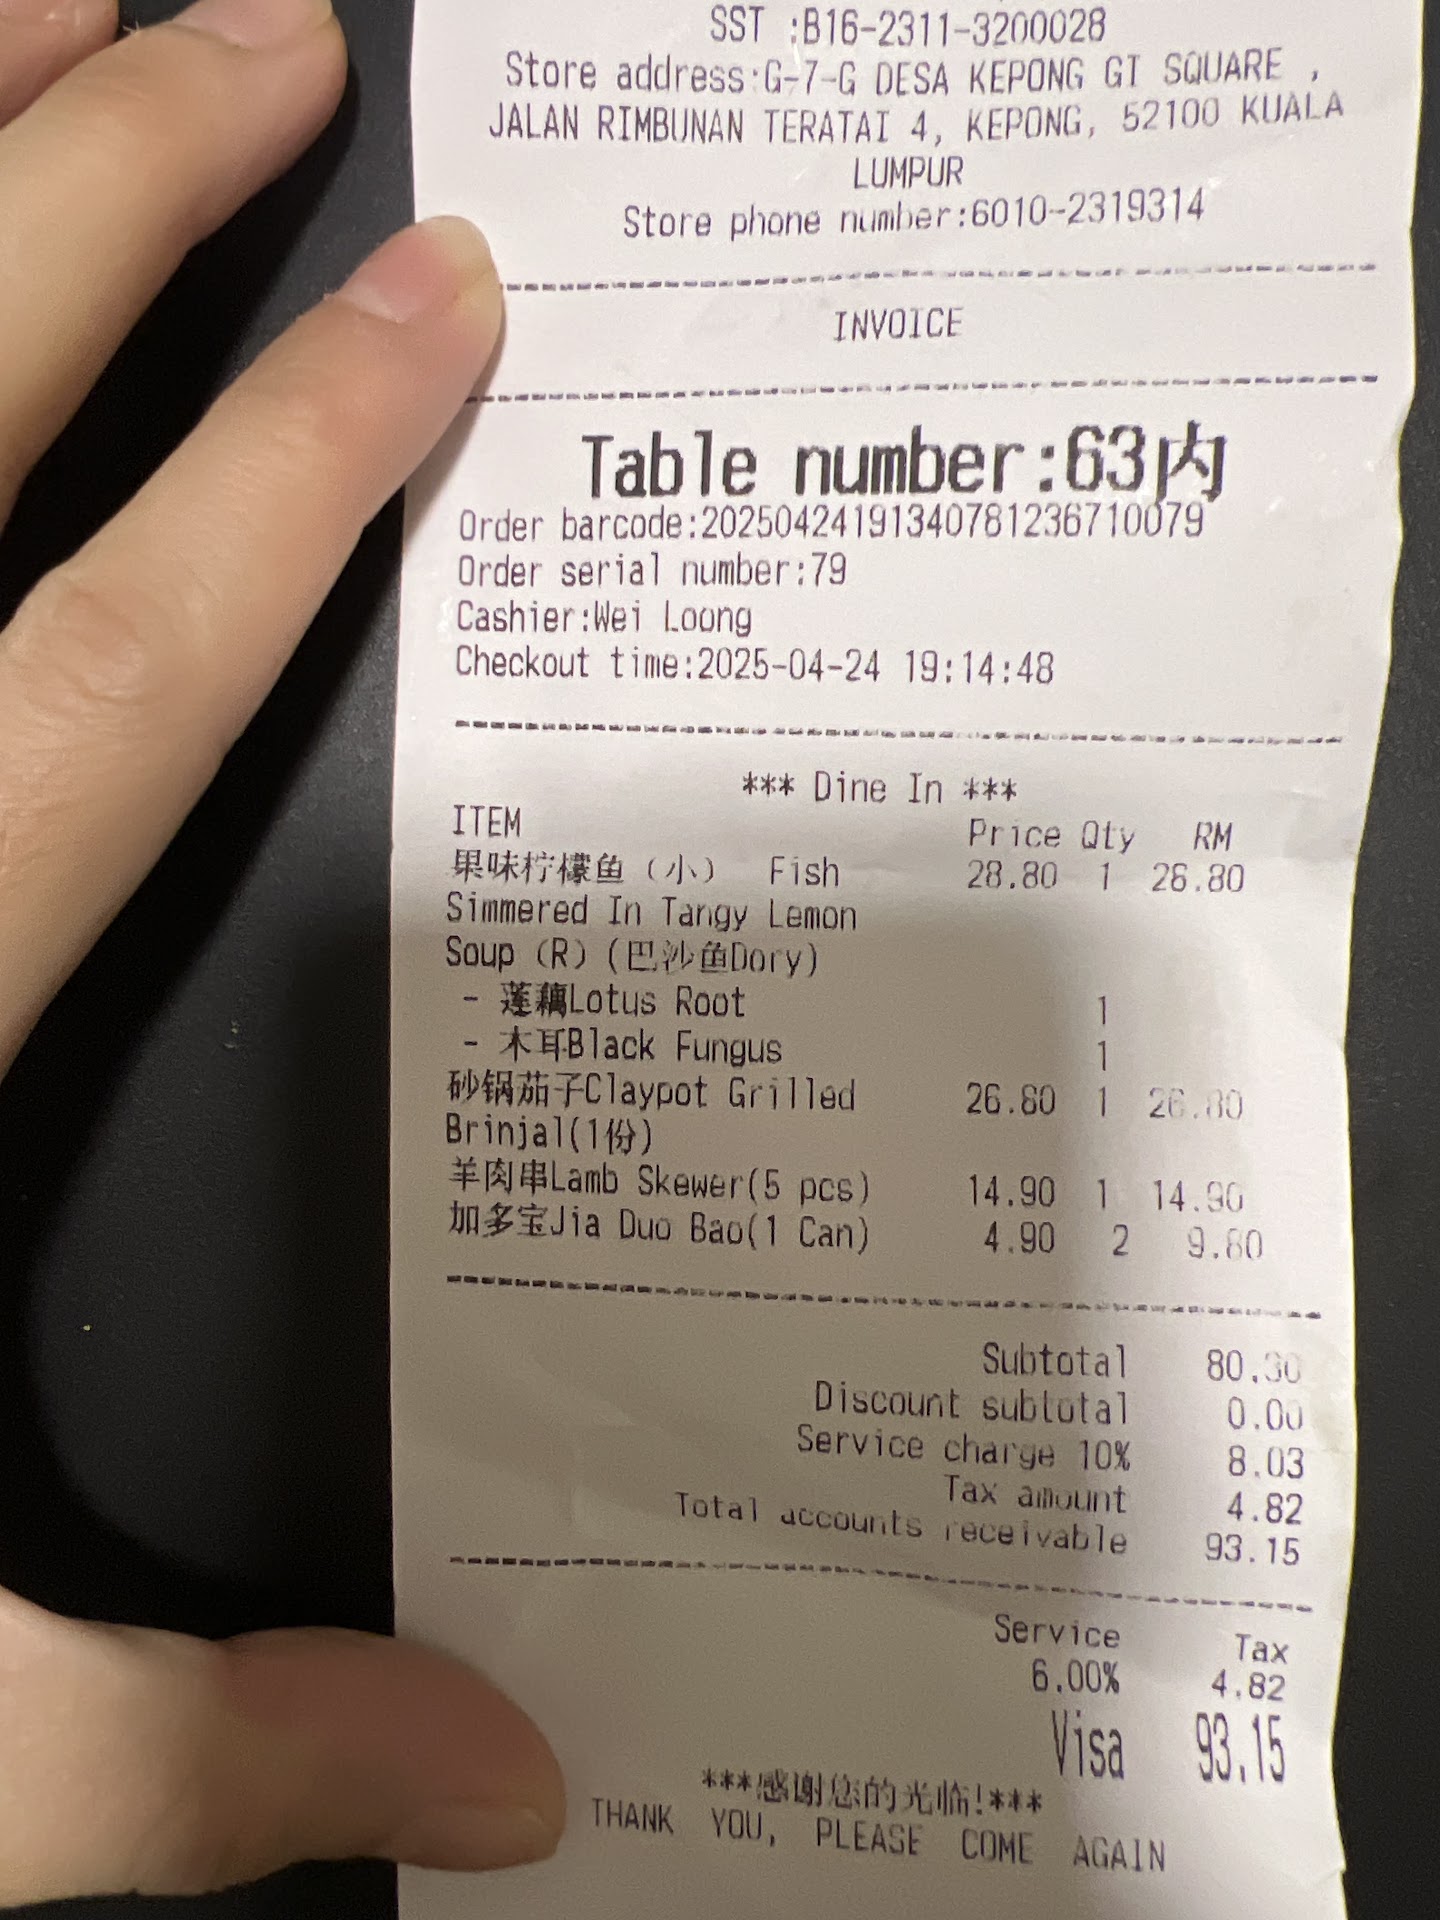 SST :B16-2311-3200028
Store address:G-7-G DESA KEPONG GT SQUARE ,
JALAN RIMBUNAN TERATAI 4, KEPONG, 52100 KUALA
LUMPUR
Store phone number:6010-2319314
INVOICE
Table number:63内
Order barcode:20250424191340781236710079
Order serial number:79
Cashier:Wei Loong
Checkout time:2025-04-24 19:14:48
*** Dine In ***
ITEM Price Qty RM
果味柠檬鱼（小） Fish 28.80 1 28.80
Simmered In Tangy Lemon
Soup（R）(巴沙鱼Dory)
- 莲藕Lotus Root 1
- 木耳Black Fungus 1
砂锅茄子Claypot Grilled 26.80 1 26.80
Brinjal(1份)
羊肉串Lamb Skewer(5 pcs) 14.90 1 14.90
加多宝Jia Duo Bao(1 Can) 4.90 2 9.80
Subtotal 80.30
Discount subtotal 0.00
Service charge 10% 8.03
Tax amount 4.82
Total accounts receivable 93.15
Service Tax
6.00% 4.82
Visa 93.15
***感谢您的光临!***
THANK YOU, PLEASE COME AGAIN